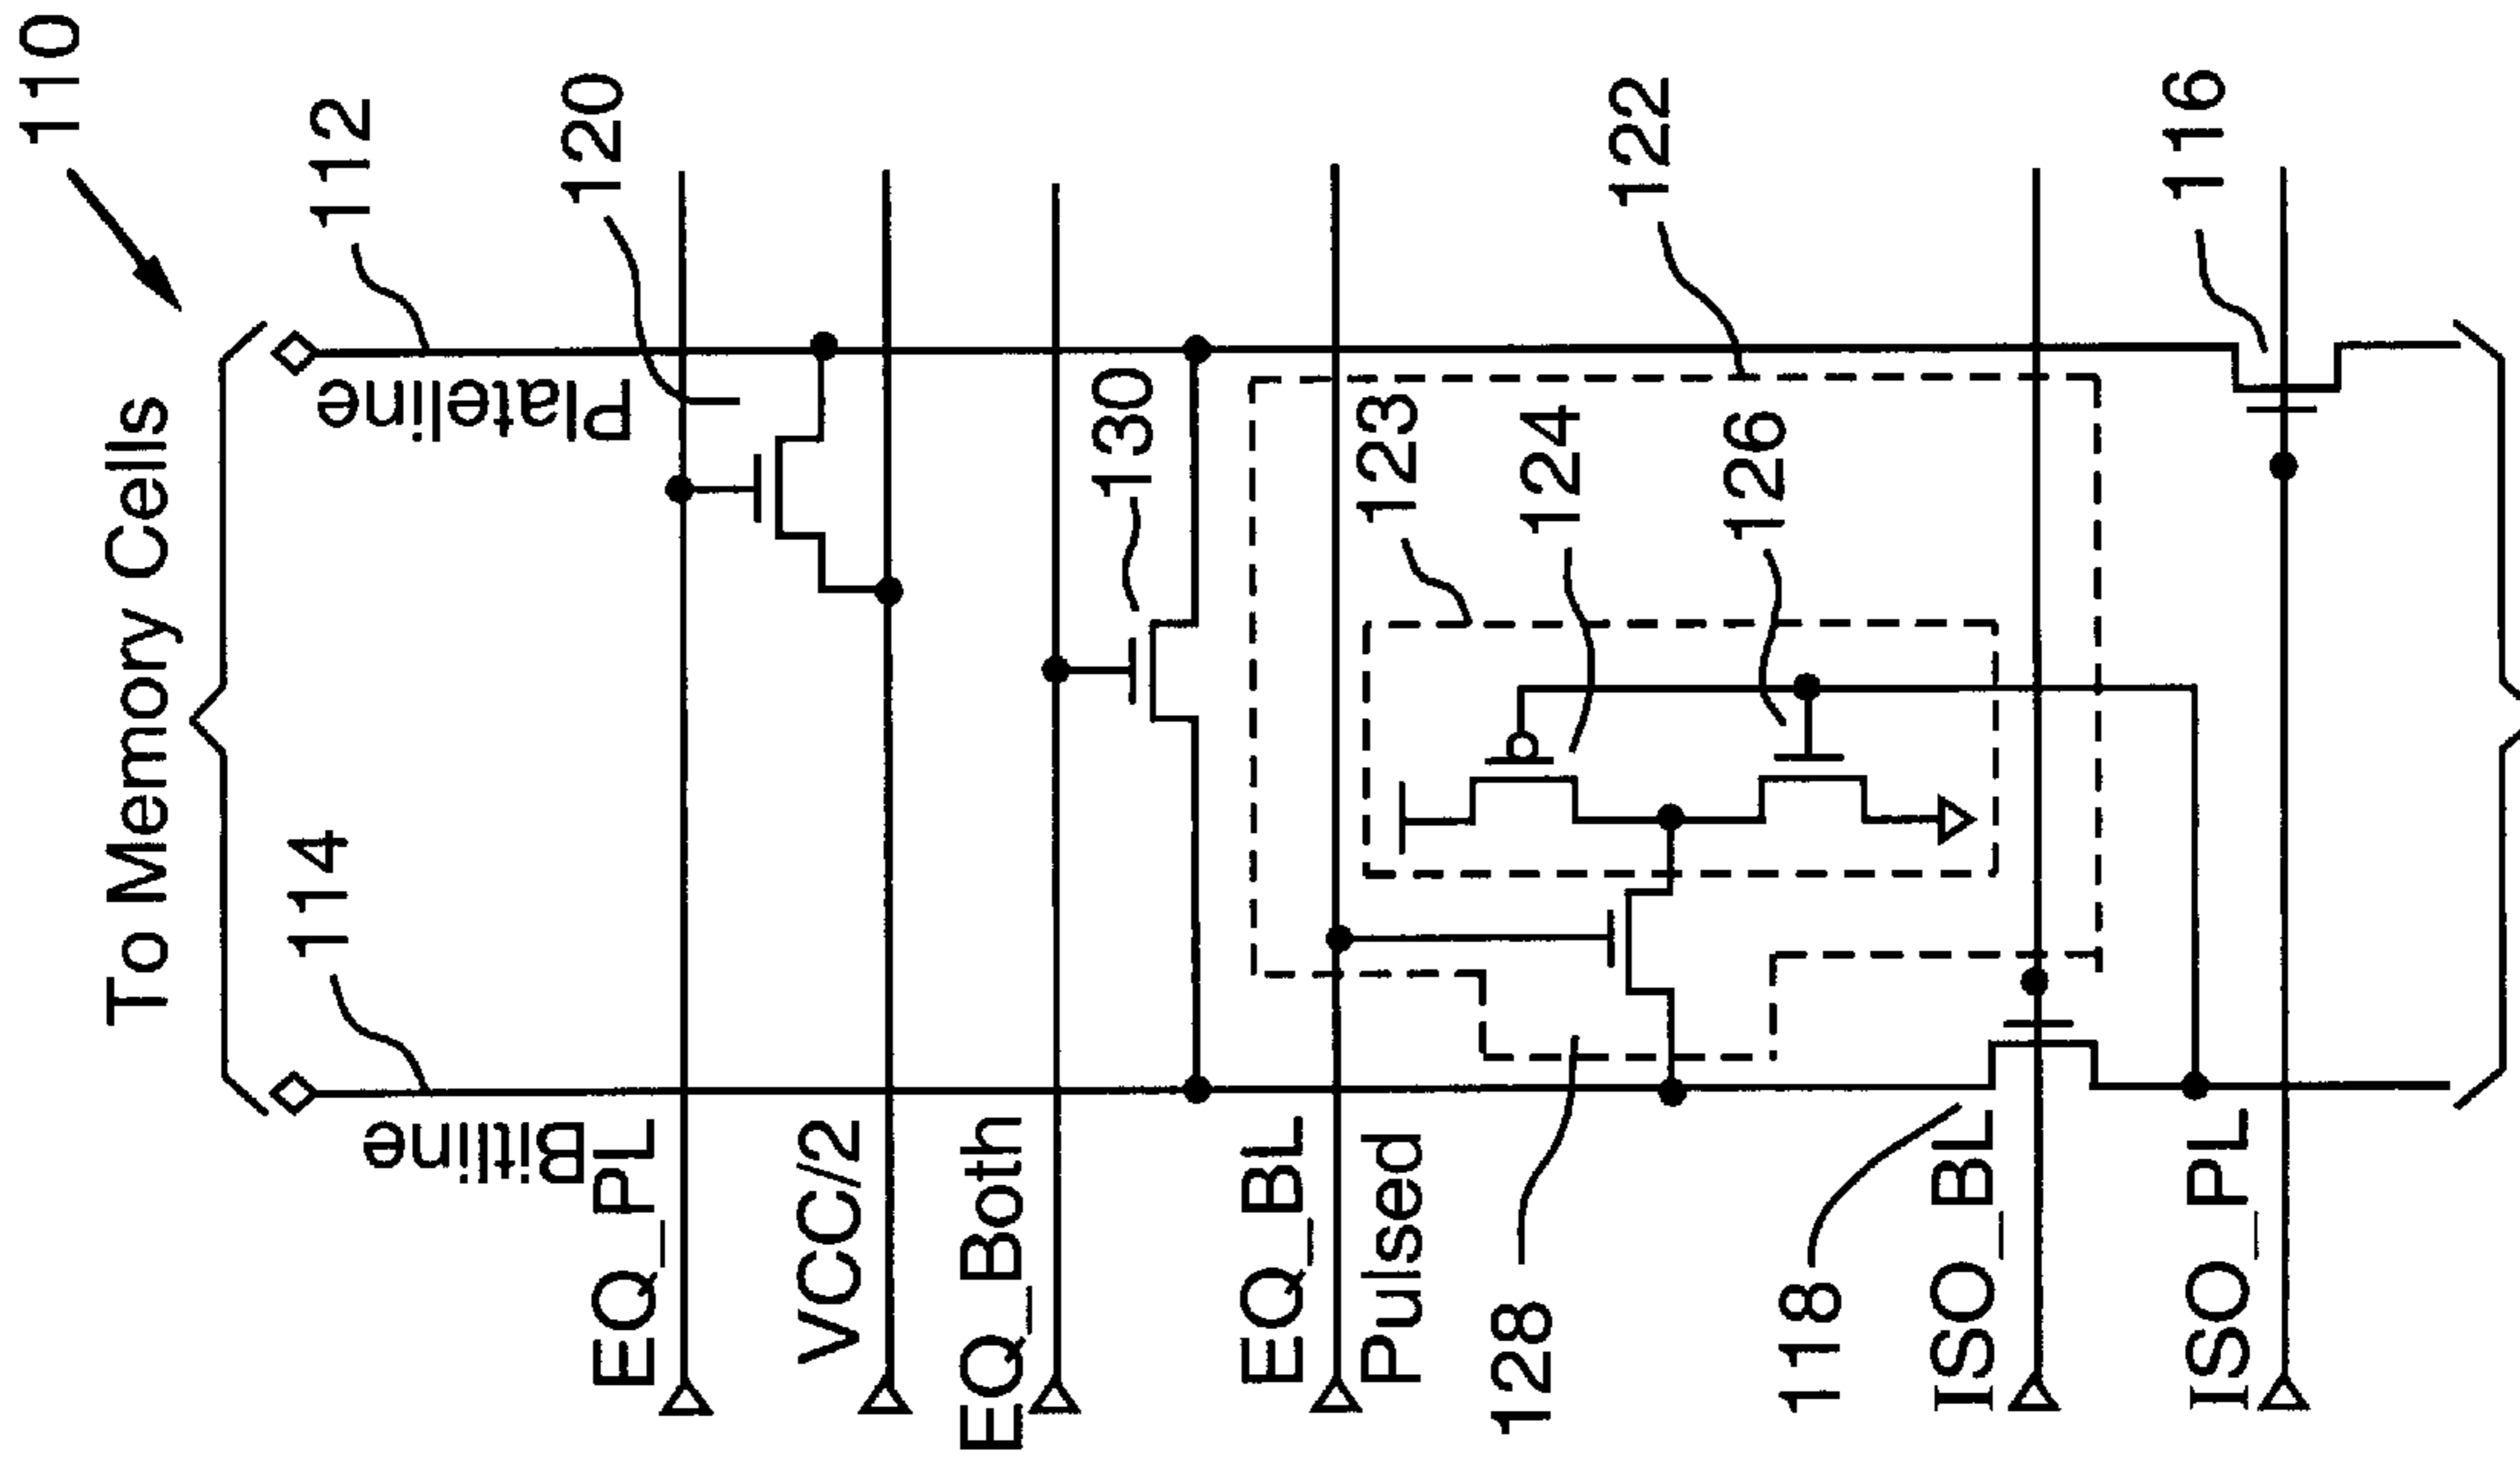 110
112
120
To Memory Cells
Plateline
114
130
122
116
123
124
126
Bitline
EQ_PL
VCC//2
EQ_Both
EQ_BL
Pulsed
128
118
ISO_BL
ISO_PL